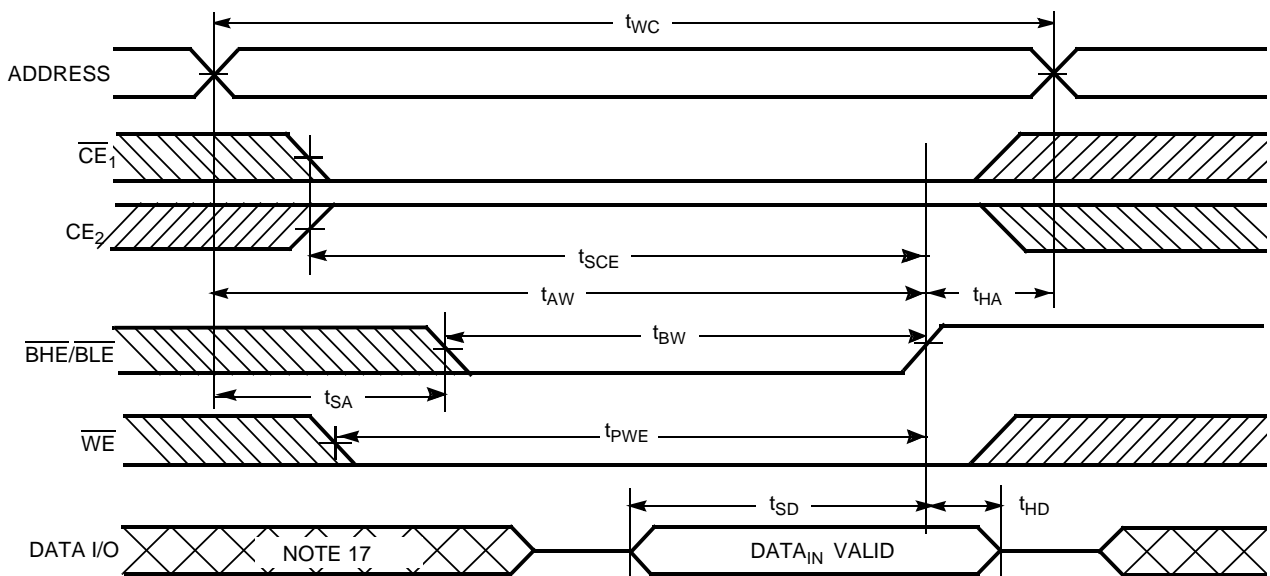 tWC
ADDRESS
CE1
CE2
tSCE
tAW
tHA
BHE/BLE
tBW
tSA
WE
tPWE
tSD
tHD
DATA I/O
NOTE 17
DATAIN VALID